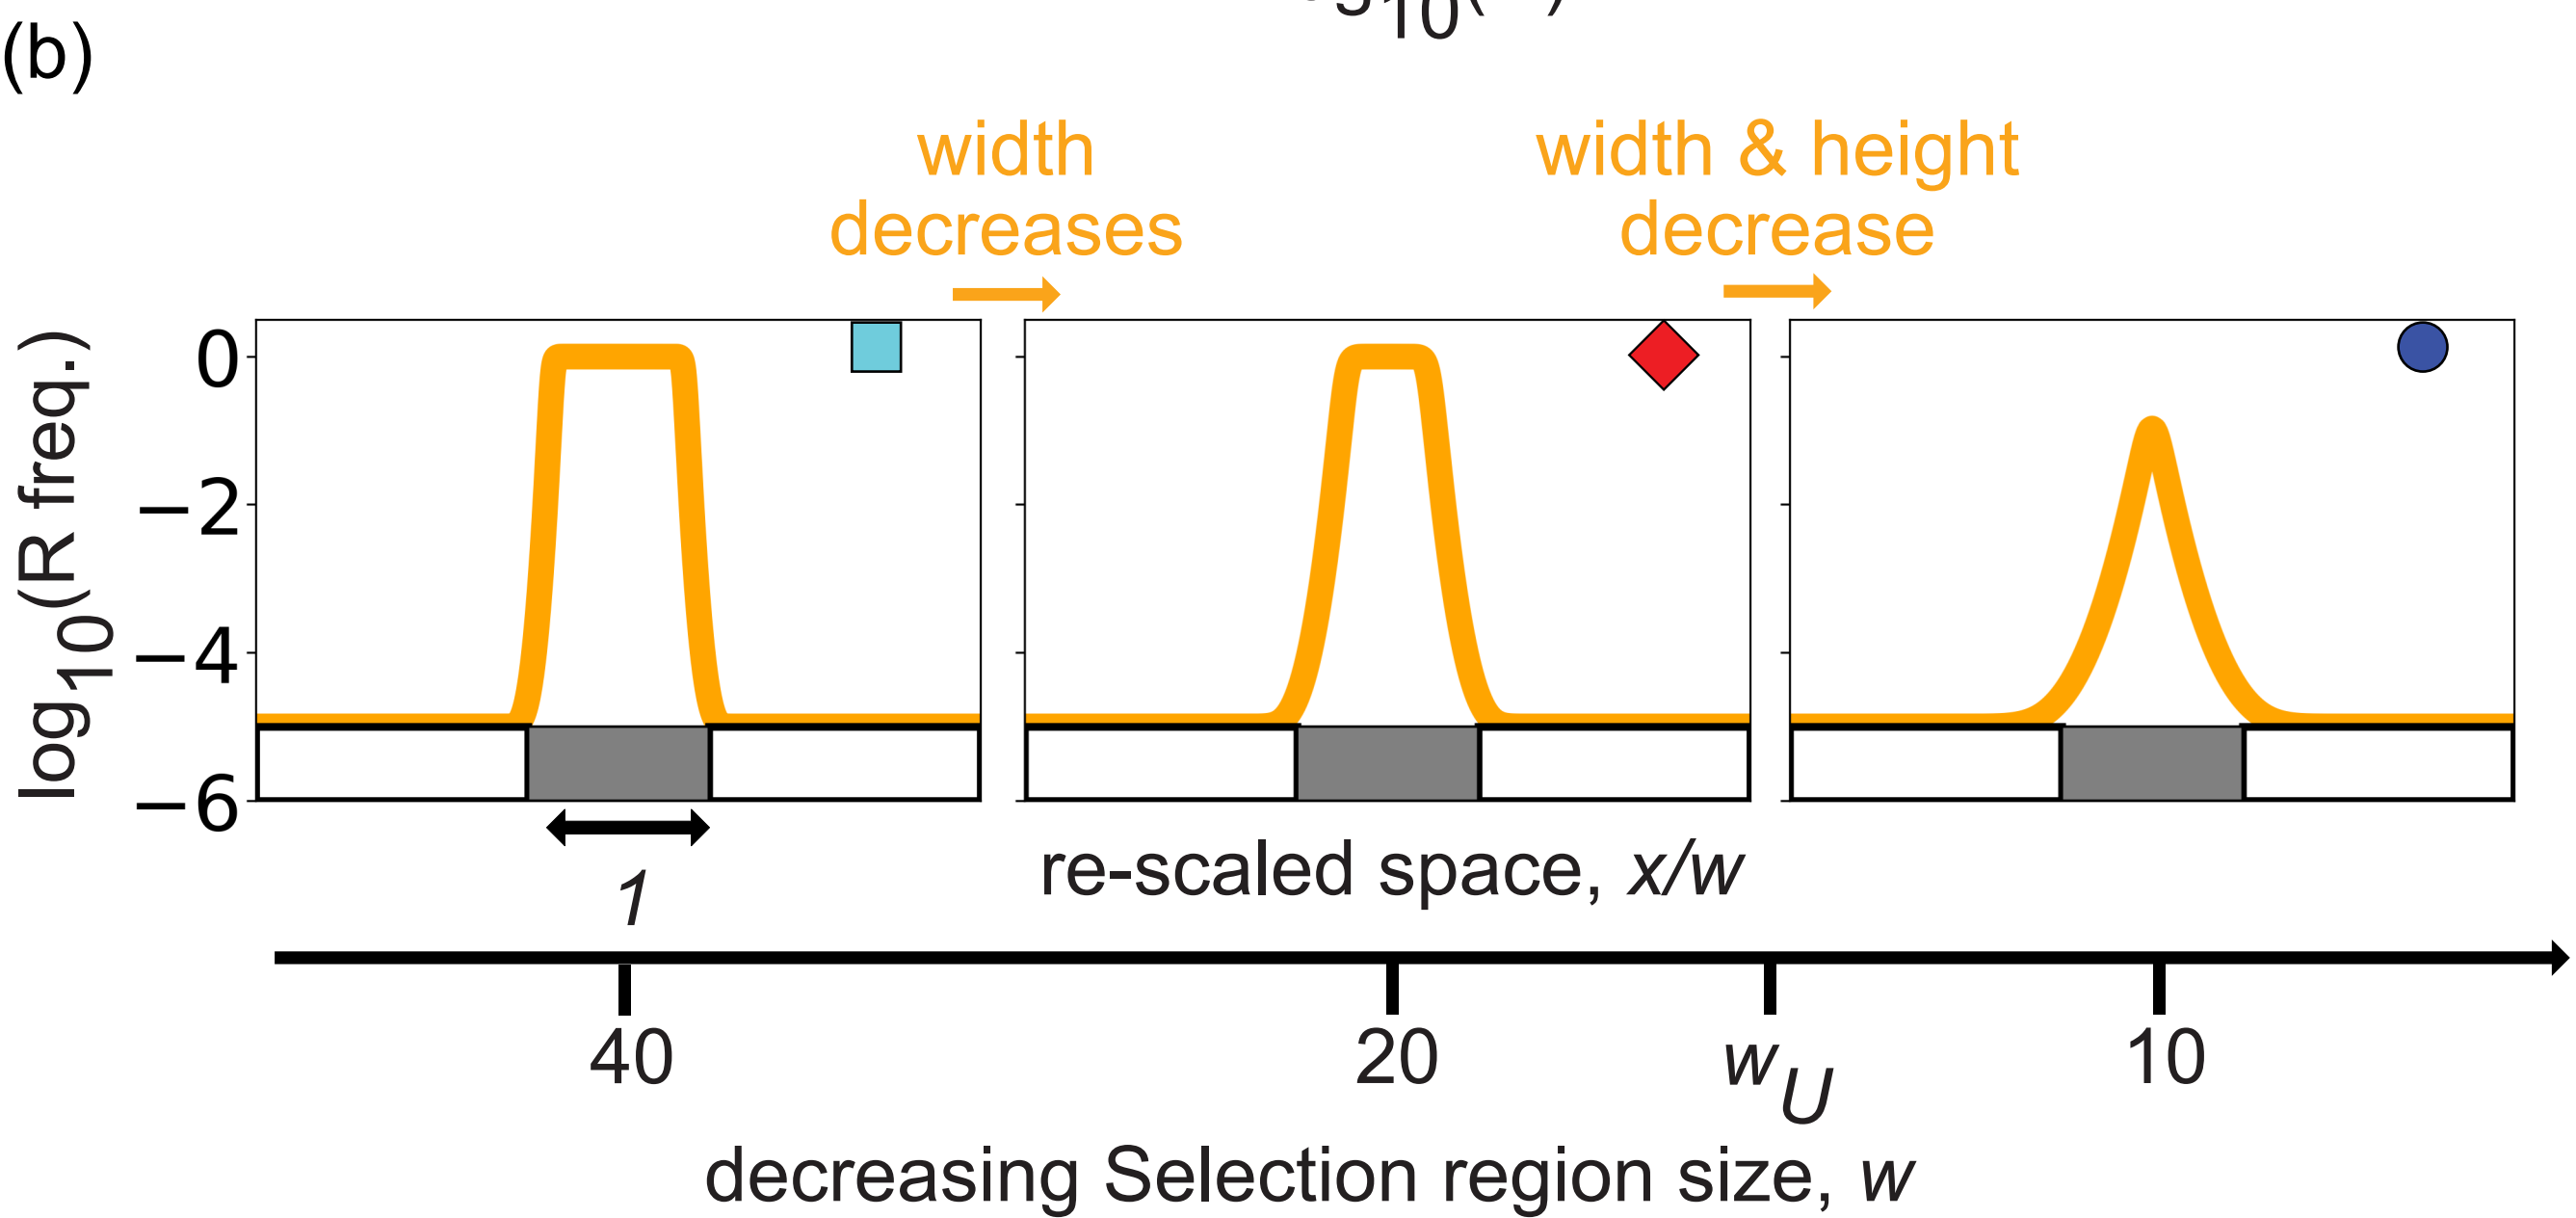 (b)
width
decreases
width & height
decrease
log10(R freq.)
0
−2
−4
−6
1
re-scaled space, x/w
40
20
wU
10
decreasing Selection region size, w